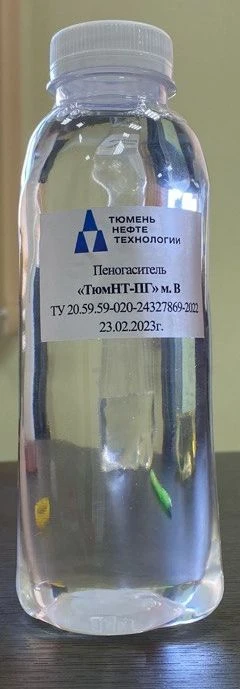 ТЮМЕНЬ
НЕФТЕ
ТЕХНОЛОГИИ
Пеногаситель
«ТюмНТ-ПГ» м. В
ТУ 20.59.59-020-24327869-2022
23.02.2023г.